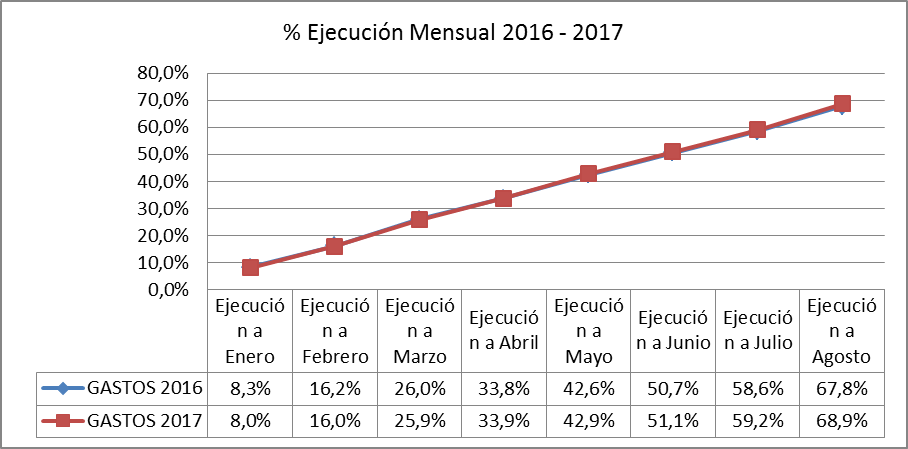 % Ejecución Mensual 2016 - 2017
80,0%
70,0%
60,0%
50,0%
40,0%
30,0%
20,0%
10,0%
0,0%
Ejecució
n a
Enero
Ejecució
n a
Febrero
Ejecució
n a
Marzo
Ejecució
n a Abril
Ejecució
n a
Mayo
Ejecució
n a Junio
Ejecució
n a Julio
Ejecució
n a
Agosto
GASTOS 2016 8,3% 16,2% 26,0% 33,8% 42,6% 50,7% 58,6% 67,8%
GASTOS 2017 8,0% 16,0% 25,9% 33,9% 42,9% 51,1% 59,2% 68,9%